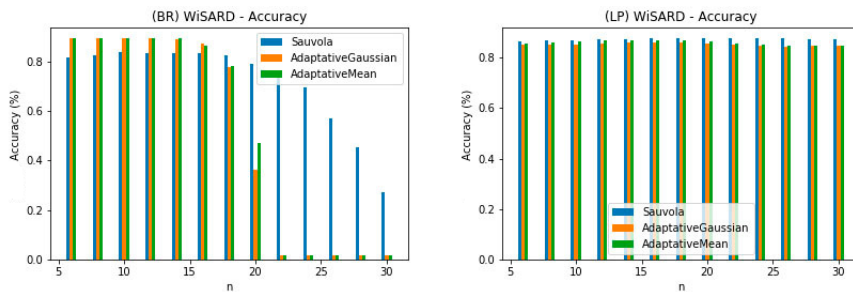 (BR) WiSARD - Accuracy
Accuracy (%)
0.8
0.6
0.4
0.2
0.0
Sauvola
AdaptativeGaussian
AdaptativeMean
5 10 15 20 25 30
n
(LP) WiSARD - Accuracy
Accuracy (%)
0.8
0.6
0.4
0.2
0.0
Sauvola
AdaptativeGaussian
AdaptativeMean
5 10 15 20 25 30
n